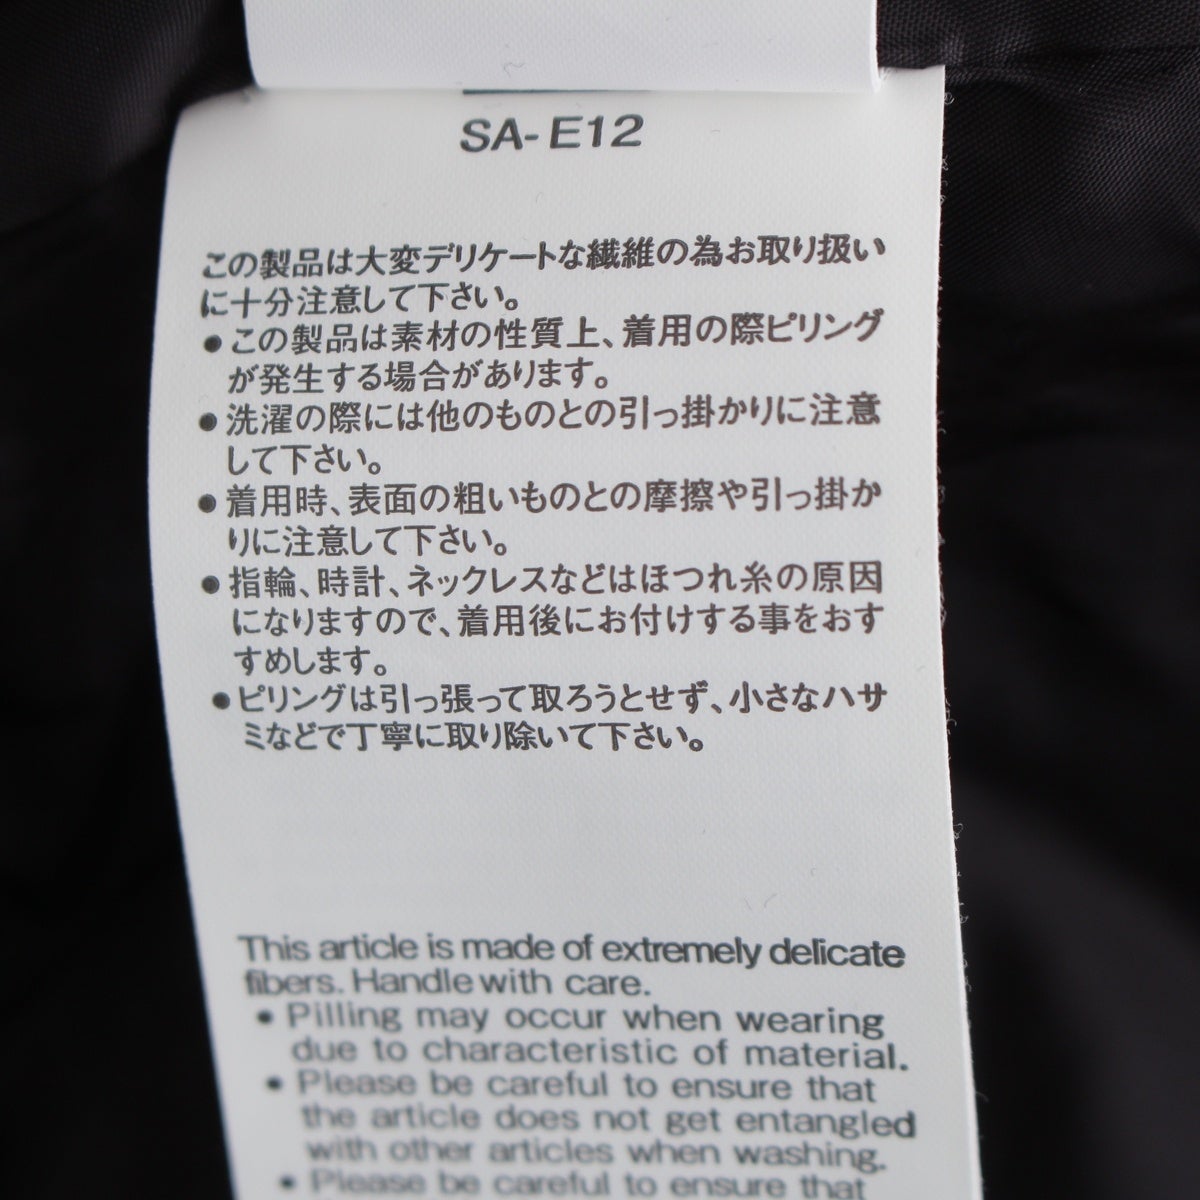 SA-E12
この製品は大変デリケートな繊維の為お取り扱い
に十分注意して下さい。
●この製品は素材の性質上、着用の際ピリング
が発生する場合があります。
●洗濯の際には他のものとの引っ掛かりに注意
して下さい。
●着用時、表面の粗いものとの摩擦や引っ掛か
りに注意して下さい。
●指輪、時計、ネックレスなどはほつれ糸の原因
になりますので、着用後にお付けする事をおす
すめします。
●ピリングは引っ張って取ろうとせず、小さなハサ
ミなどで丁寧に取り除いて下さい。
This article is made of extremely delicate
fibers. Handle with care.
● Pilling may occur when wearing
due to characteristic of material.
● Please be careful to ensure that
the article does not get entangled
with other articles when washing.
● Please be careful to ensure that